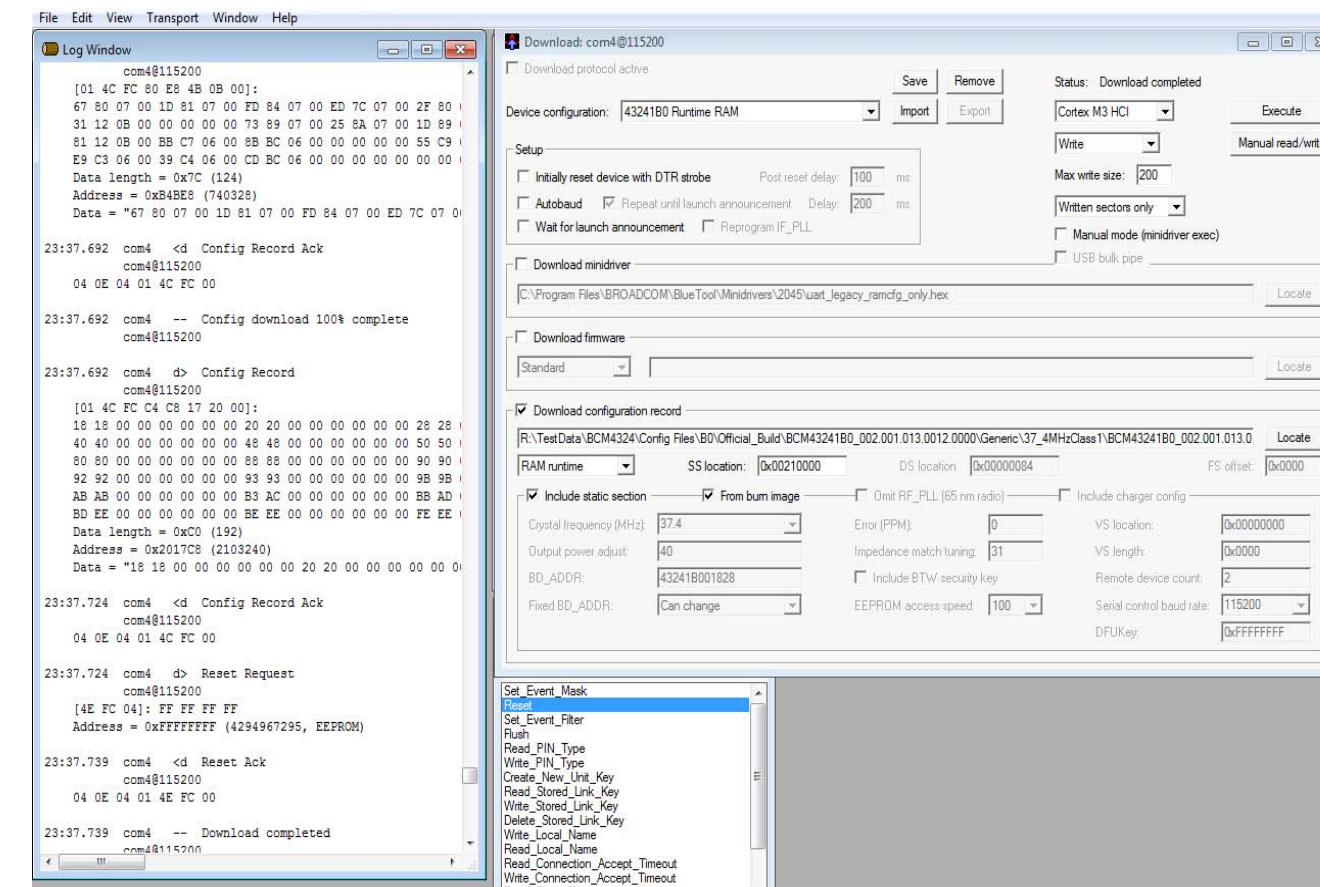 File Edit View Transport Window Help
Log Window
com4@115200
[01 4C FC 80 E8 4B 0B 00]:
67 80 07 00 1D 81 07 00 FD 84 07 00 ED 7C 07 00 2F 80
31 12 0B 00 00 00 00 00 73 89 07 00 25 8A 07 00 1D 89
81 12 0B 00 BB C7 06 00 8B BC 06 00 00 00 00 00 55 C9
E9 C3 06 00 39 C4 06 00 CD BC 06 00 00 00 00 00 00 00
Data length = 0x7C (124)
Address = 0xB4BE8 (740328)
Data = "67 80 07 00 1D 81 07 00 FD 84 07 00 ED 7C 07 0
23:37.692 com4 <d Config Record Ack
com4@115200
04 0E 04 01 4C FC 00
23:37.692 com4 -- Config download 100% complete
com4@115200
23:37.692 com4 d> Config Record
com4@115200
[01 4C FC C4 C8 17 20 00]:
18 18 00 00 00 00 00 00 20 20 00 00 00 00 00 00 28 28
40 40 00 00 00 00 00 00 48 48 00 00 00 00 00 00 50 50
80 80 00 00 00 00 00 00 88 88 00 00 00 00 00 00 90 90
92 92 00 00 00 00 00 00 93 93 00 00 00 00 00 00 9B 9B
AB AB 00 00 00 00 00 00 B3 AC 00 00 00 00 00 00 BB AD
BD EE 00 00 00 00 00 00 BE EE 00 00 00 00 00 00 FE EE
Data length = 0xC0 (192)
Address = 0x2017C8 (2103240)
Data = "18 18 00 00 00 00 00 00 20 20 00 00 00 00 00 0
23:37.724 com4 <d Config Record Ack
com4@115200
04 0E 04 01 4C FC 00
23:37.724 com4 d> Reset Request
com4@115200
[4E FC 04]: FF FF FF FF
Address = 0xFFFFFFFF (4294967295, EEPROM)
23:37.739 com4 <d Reset Ack
com4@115200
04 0E 04 01 4E FC 00
23:37.739 com4 -- Download completed
com4@115200
Download: com4@115200
Download protocol active
Save Remove
Status: Download completed
Device configuration: 43241B0 Runtime RAM
Import Export
Cortex M3 HCI Execute
Write Manual read/writ
Setup
Initially reset device with DTR strobe Post reset delay: 100 ms
Max write size: 200
Autobaud Repeat until launch announcement Delay: 200 ms
Written sectors only
Wait for launch announcement Reprogram IF_PLL
Manual mode (minidriver exec)
USB bulk pipe
Download minidriver
C:\Program Files\BROADCOM\BlueTool\Minidrivers\2045\uart_legacy_ramcfg_only.hex Locate
Download firmware
Standard Locate
Download configuration record
R:\TestData\BCM4324\Config Files\B0\Official_Build\BCM43241B0_002.001.013.0012.0000\Generic\37_4MHzClass1\BCM43241B0_002.001.013.0 Locate
RAM runtime SS location: 0x00210000 DS location: 0x00000084 FS offset: 0x0000
Include static section From burn image Omit RF_PLL (65 nm radio) Include charger config
Crystal frequency (MHz): 37.4 Error (PPM): 0 VS location: 0x00000000
Output power adjust: 40 Impedance match tuning: 31 VS length: 0x0000
BD_ADDR: 43241B001828 Include BTW security key Remote device count: 2
Fixed BD_ADDR: Can change EEPROM access speed: 100 Serial control baud rate: 115200
DFUKey: 0xFFFFFFFF
Set_Event_Mask
Reset
Set_Event_Filter
Flush
Read_PIN_Type
Write_PIN_Type
Create_New_Unit_Key
Read_Stored_Link_Key
Write_Stored_Link_Key
Delete_Stored_Link_Key
Write_Local_Name
Read_Local_Name
Read_Connection_Accept_Timeout
Write_Connection_Accept_Timeout